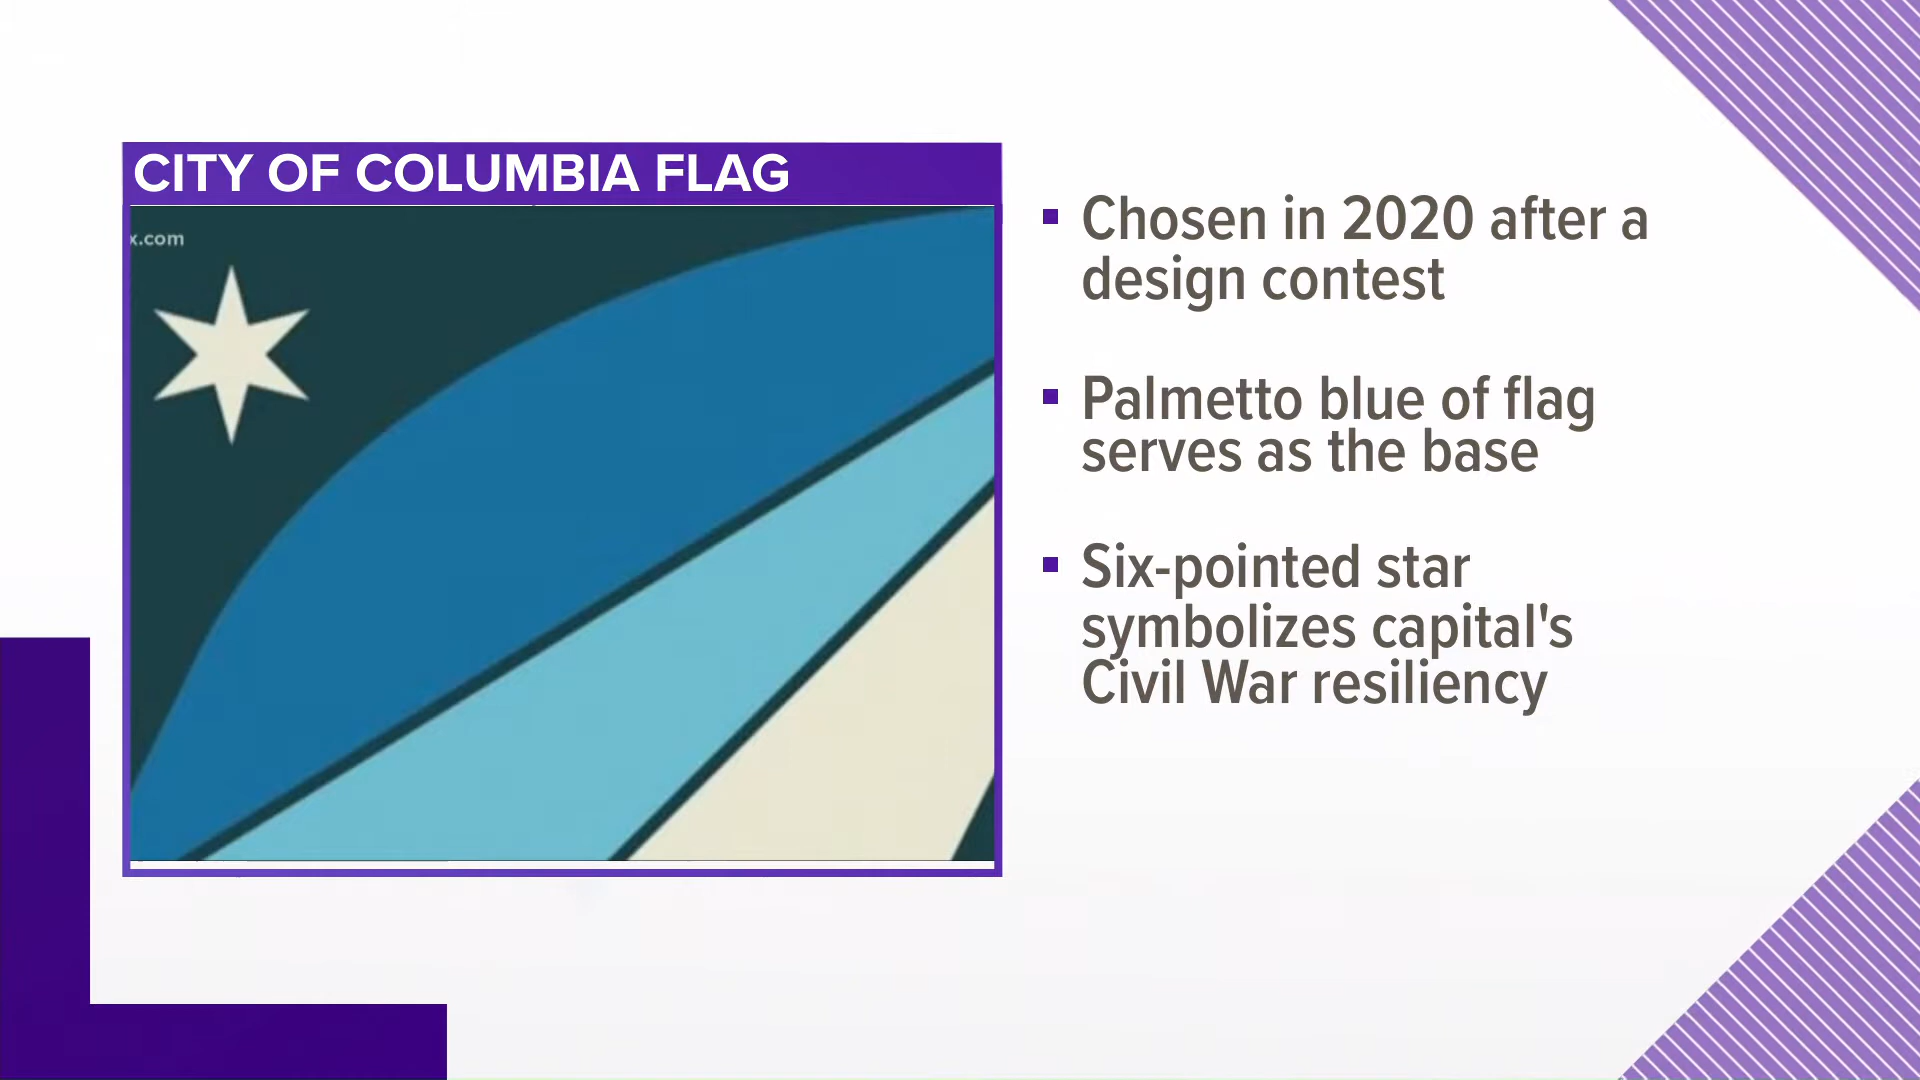 CITY OF COLUMBIA FLAG
x.com
Chosen in 2020 after a
design contest
Palmetto blue of flag
serves as the base
Six-pointed star
symbolizes capital's
Civil War resiliency